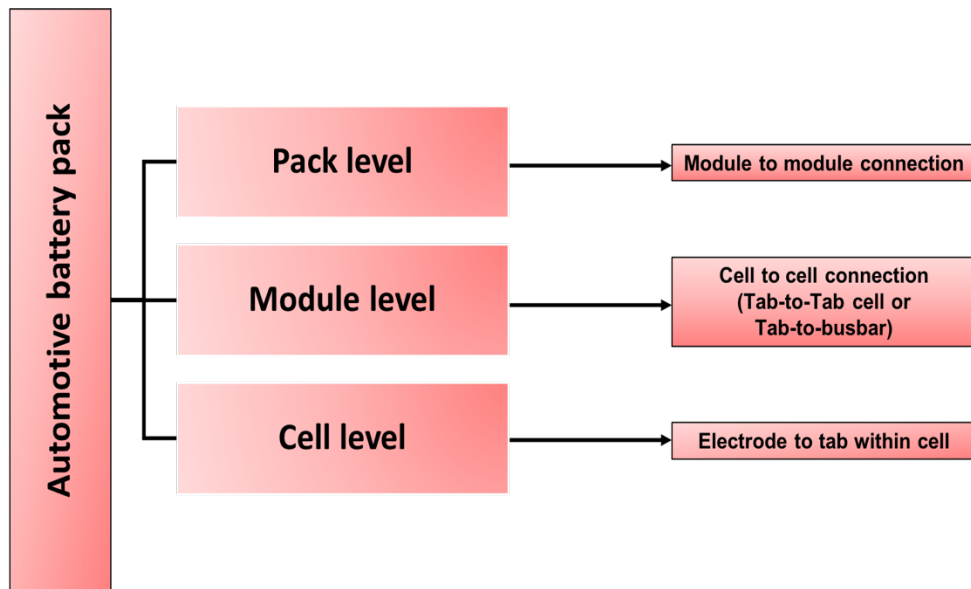 Automotive battery pack
Pack level
Module to module connection
Module level
Cell to cell connection
(Tab-to-Tab cell or
Tab-to-busbar)
Cell level
Electrode to tab within cell